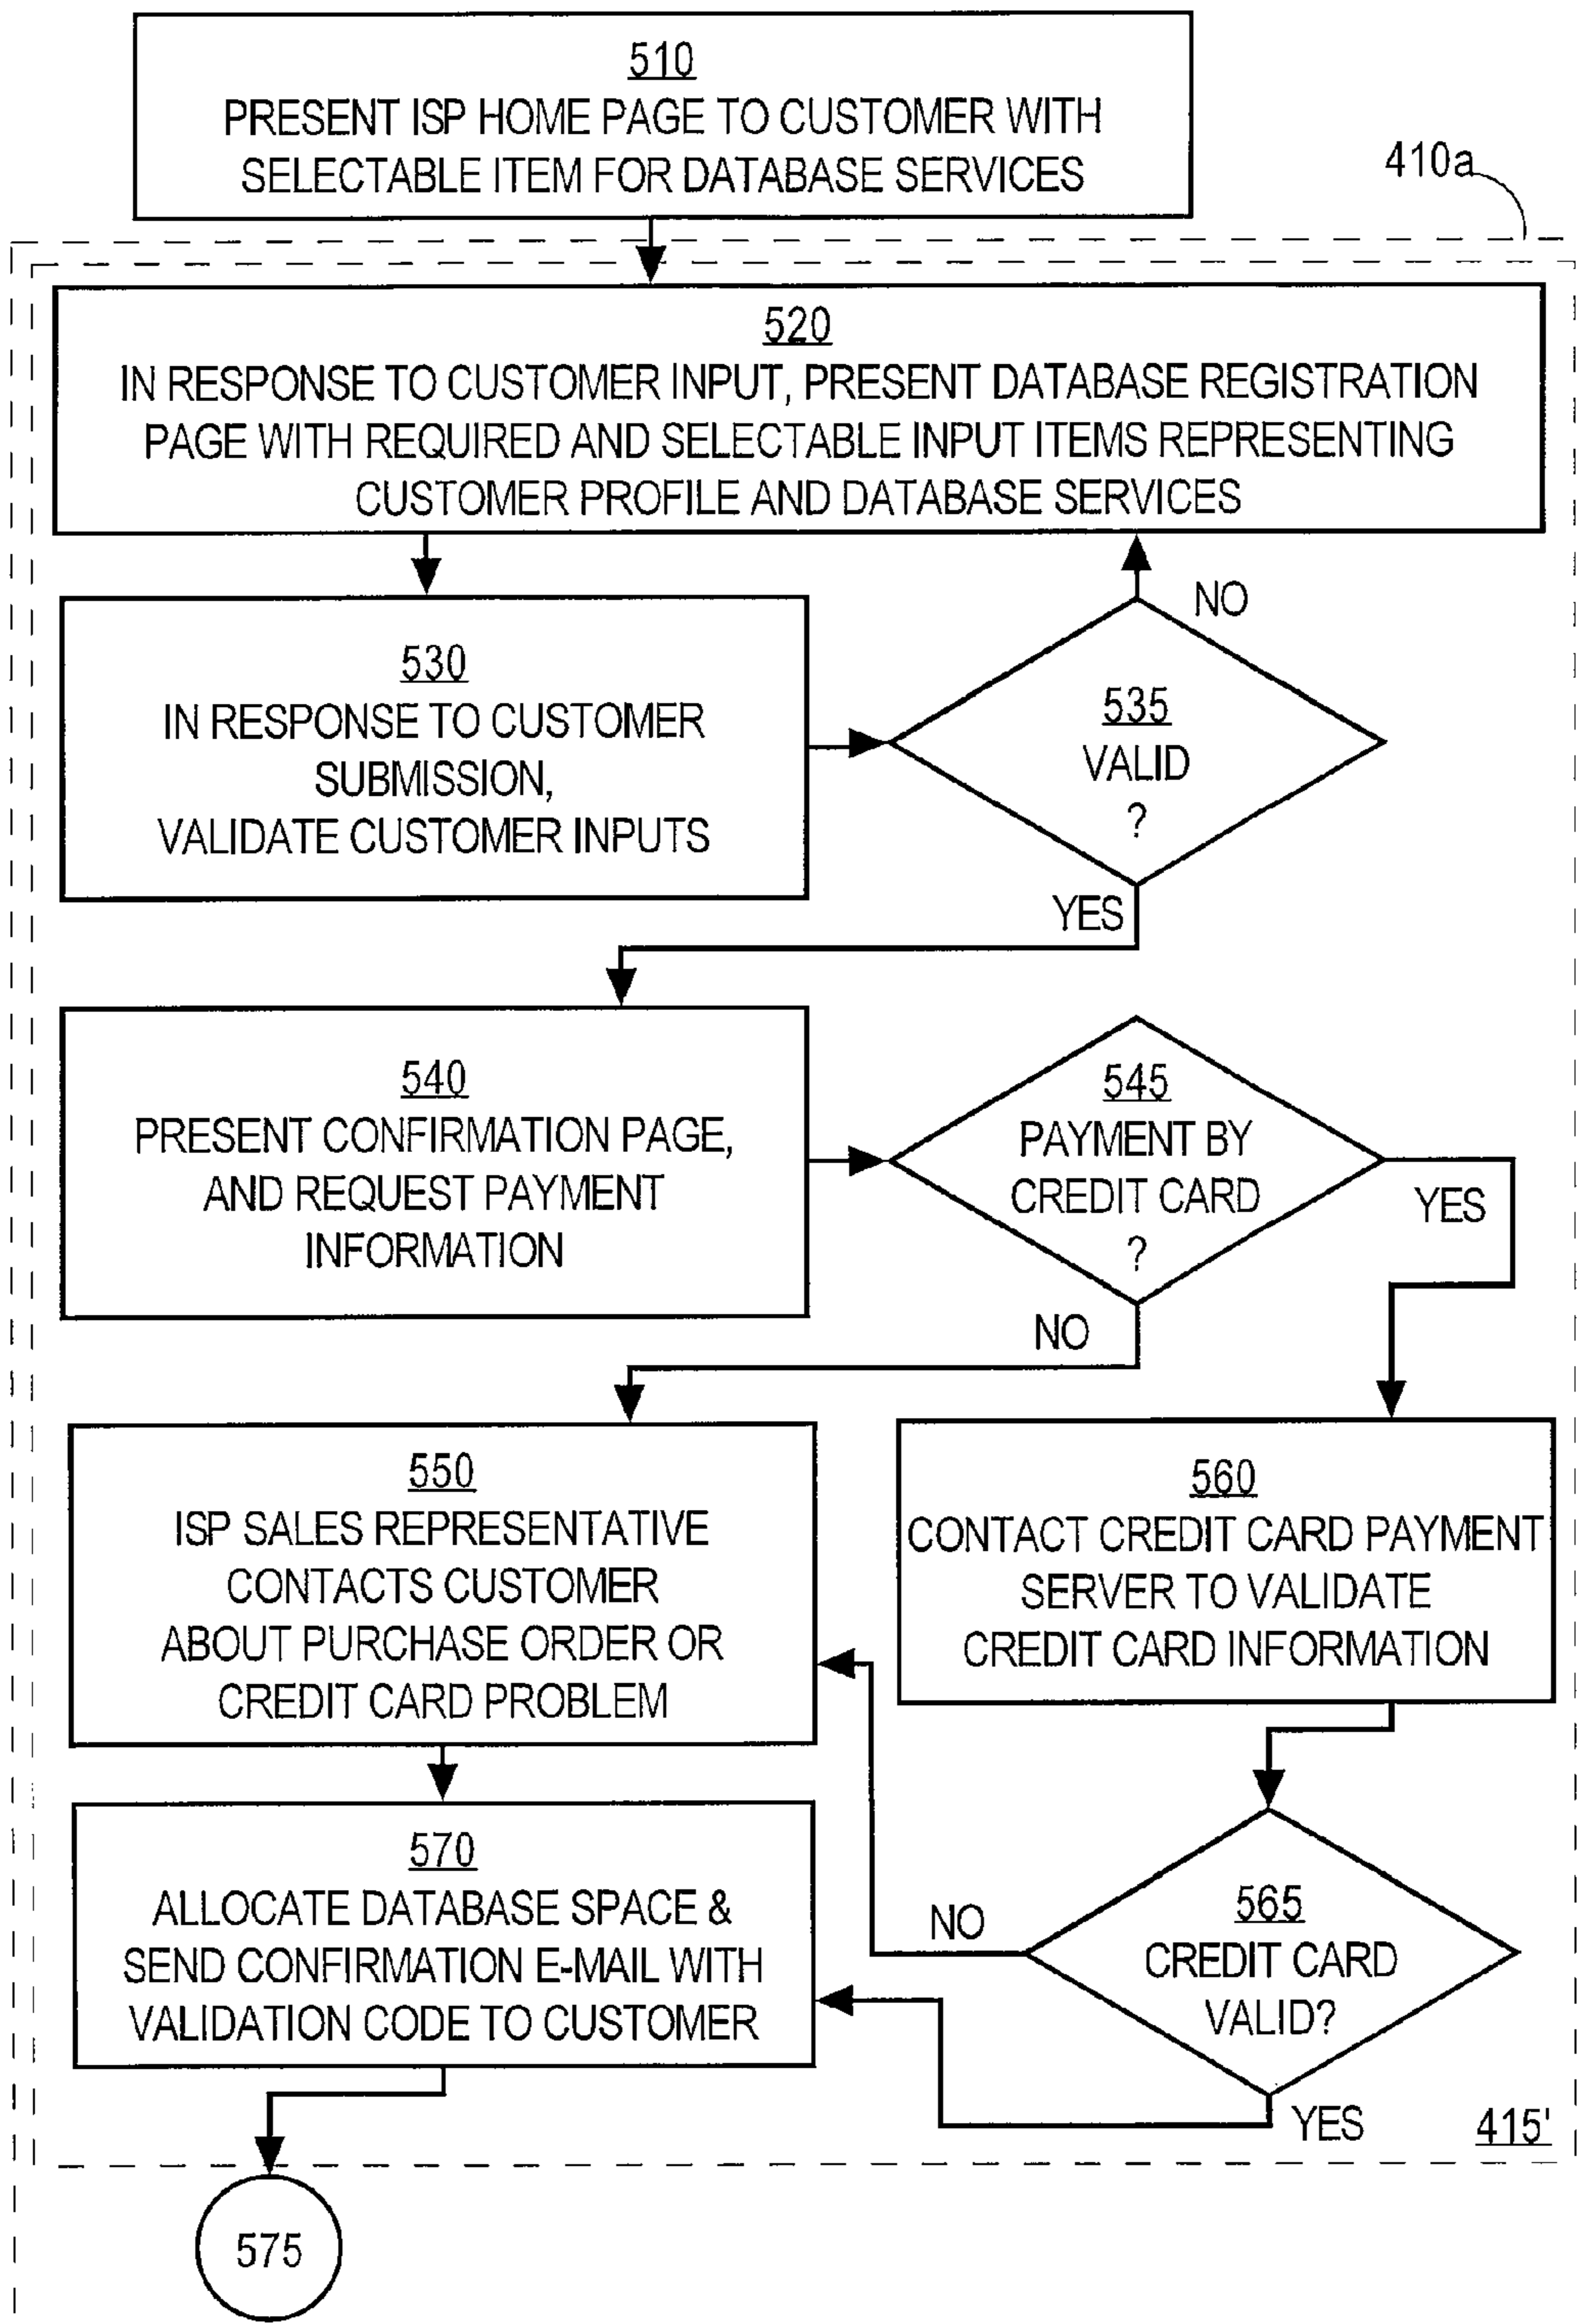 510
PRESENT ISP HOME PAGE TO CUSTOMER WITH
SELECTABLE ITEM FOR DATABASE SERVICES
410a
520
IN RESPONSE TO CUSTOMER INPUT, PRESENT DATABASE REGISTRATION
PAGE WITH REQUIRED AND SELECTABLE INPUT ITEMS REPRESENTING
CUSTOMER PROFILE AND DATABASE SERVICES
530
IN RESPONSE TO CUSTOMER
SUBMISSION,
VALIDATE CUSTOMER INPUTS
NO
535
VALID
?
YES
540
PRESENT CONFIRMATION PAGE,
AND REQUEST PAYMENT
INFORMATION
545
PAYMENT BY
CREDIT CARD
?
YES
NO
550
ISP SALES REPRESENTATIVE
CONTACTS CUSTOMER
ABOUT PURCHASE ORDER OR
CREDIT CARD PROBLEM
560
CONTACT CREDIT CARD PAYMENT
SERVER TO VALIDATE
CREDIT CARD INFORMATION
570
ALLOCATE DATABASE SPACE &
SEND CONFIRMATION E-MAIL WITH
VALIDATION CODE TO CUSTOMER
NO
565
CREDIT CARD
VALID?
YES
415'
575